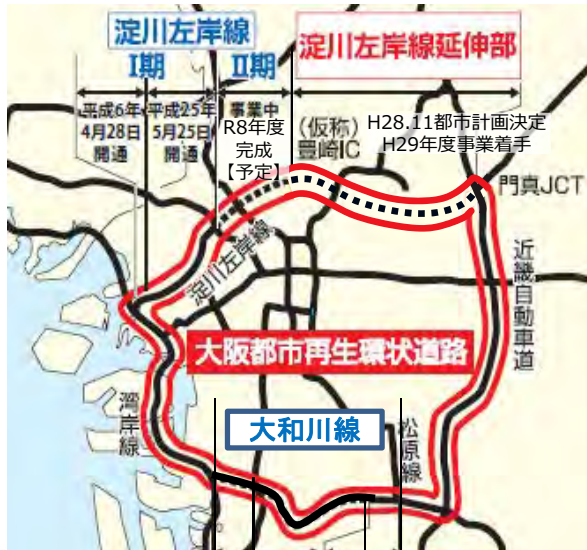 淀川左岸線
Ⅰ期
Ⅱ期
淀川左岸線延伸部
平成6年
4月28日
開通
平成25年
5月25日
開通
事業中
R8年度
完成
【予定】
(仮称)
豊崎IC
H28.11都市計画決定
H29年度事業着手
門真JCT
淀川左岸線
近畿自動車道
大阪都市再生環状道路
湾岸線
大和川線
松原線